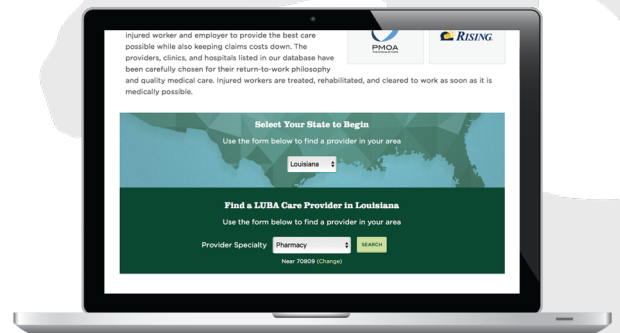 injured worker and employer to provide the best care
possible while also keeping claims costs down. The
providers, clinics, and hospitals listed in our database have
been carefully chosen for their return-to-work philosophy
and quality medical care. Injured workers are treated, rehabilitated, and cleared to work as soon as it is
medically possible.
PMOA
RISING
Select Your State to Begin
Use the form below to find a provider in your area
Louisiana
Find a LUBA Care Provider in Louisiana
Use the form below to find a provider in your area
Provider Specialty Pharmacy SEARCH
Near 70809 (Change)